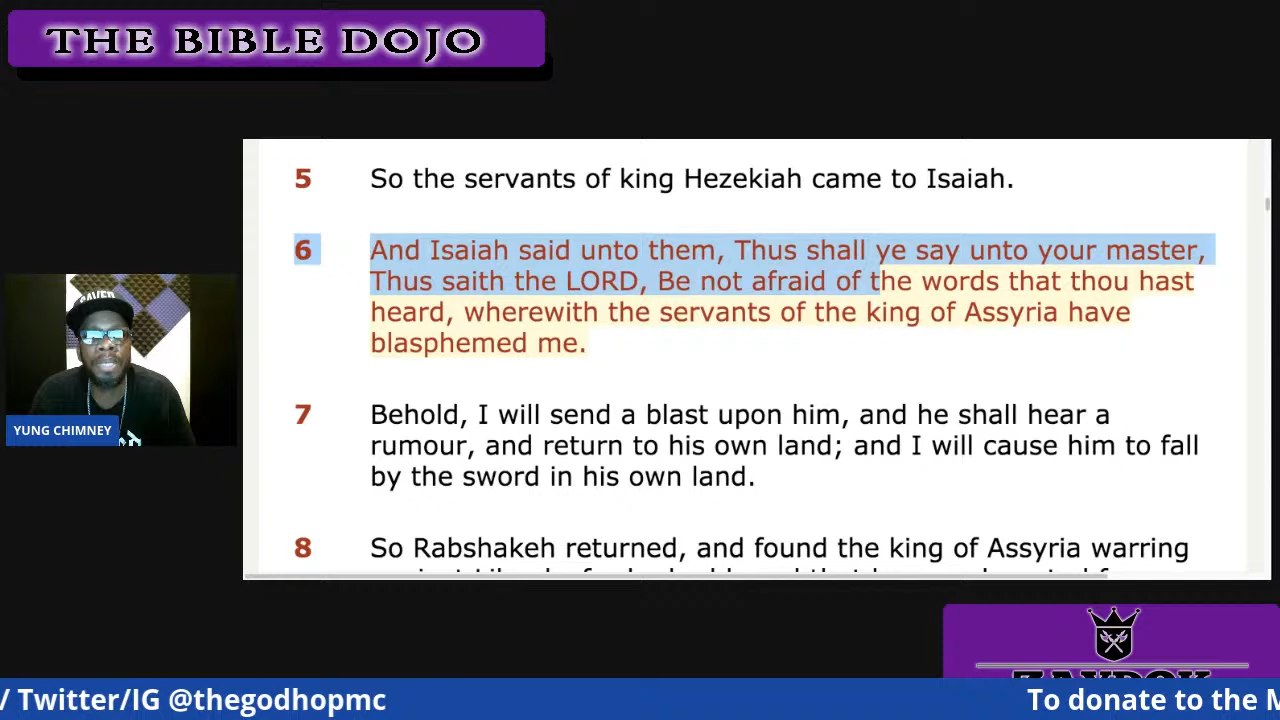 THE BIBLE DOJO
5 So the servants of king Hezekiah came to Isaiah.
6 And Isaiah said unto them, Thus shall ye say unto your master,
Thus saith the LORD, Be not afraid of the words that thou hast
heard, wherewith the servants of the king of Assyria have
blasphemed me.
7 Behold, I will send a blast upon him, and he shall hear a
rumour, and return to his own land; and I will cause him to fall
by the sword in his own land.
8 So Rabshakeh returned, and found the king of Assyria warring
SAVED
YUNG CHIMNEY
/ Twitter/IG @thegodhopmc
To donate to the M